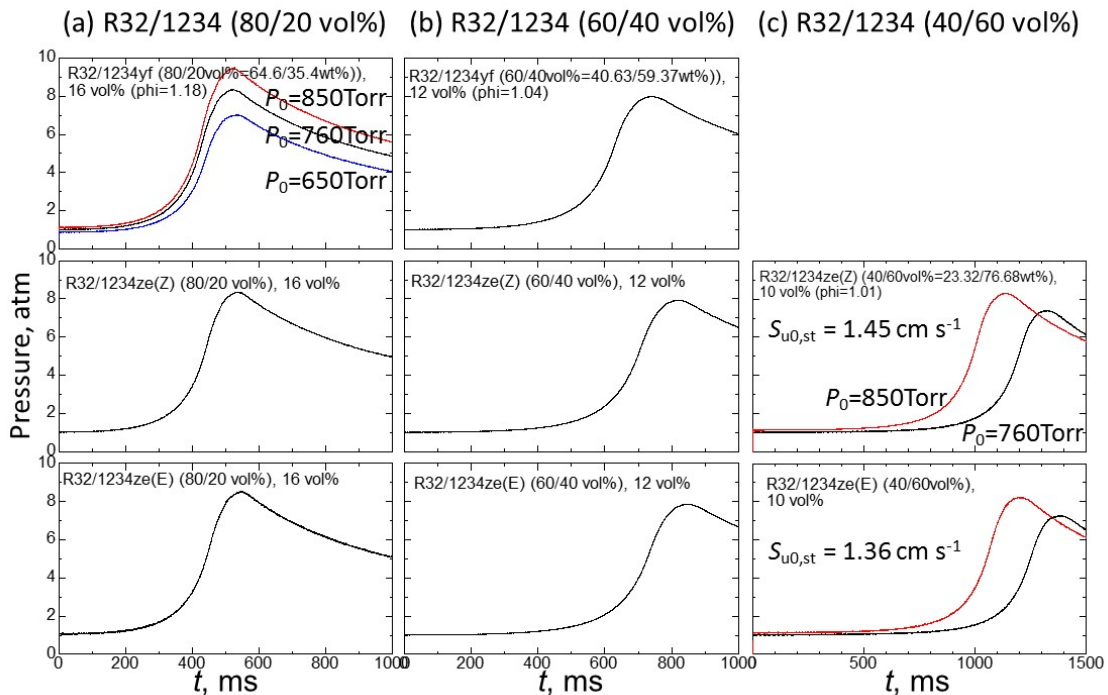 (a) R32/1234 (80/20 vol%)
(b) R32/1234 (60/40 vol%)
(c) R32/1234 (40/60 vol%)
Pressure, atm
10
8
6
4
2
0
R32/1234yf (80/20vol%=64.6/35.4wt%)),
16 vol% (phi=1.18)
P0=850Torr
P0=760Torr
P0=650Torr
R32/1234yf (60/40vol%=40.63/59.37wt%)),
12 vol% (phi=1.04)
10
8
6
4
2
0
R32/1234ze(Z) (80/20 vol%), 16 vol%
R32/1234ze(Z) (60/40 vol%), 12 vol%
R32/1234ze(Z) (40/60vol%=23.32/76.68wt%),
10 vol% (phi=1.01)
Su0,st = 1.45 cm s-1
P0=850Torr
P0=760Torr
10
8
6
4
2
0
R32/1234ze(E) (80/20 vol%), 16 vol%
R32/1234ze(E) (60/40 vol%), 12 vol%
R32/1234ze(E) (40/60vol%),
10 vol%
Su0,st = 1.36 cm s-1
0 200 400 600 800 1000
0 200 400 600 800 1000
0 500 1000 1500
t, ms
t, ms
t, ms